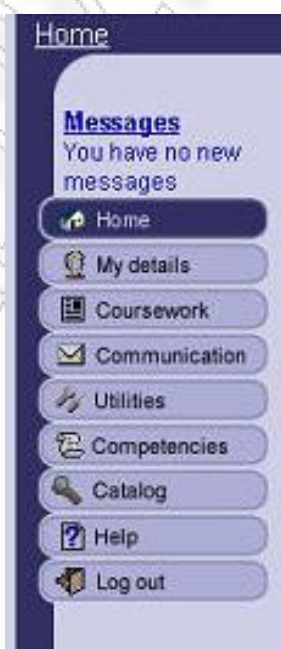 Home
Messages
You have no new
messages
Home
My details
Coursework
Communication
Utilities
Competencies
Catalog
Help
Log out